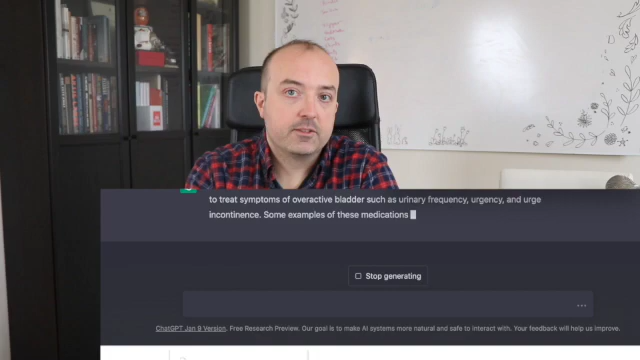 to treat symptoms of overactive bladder such as urinary frequency, urgency, and urge
incontinence. Some examples of these medications
Stop generating
ChatGPT Jan 9 Version. Free Research Preview. Our goal is to make AI systems more natural and safe to interact with. Your feedback will help us improve.